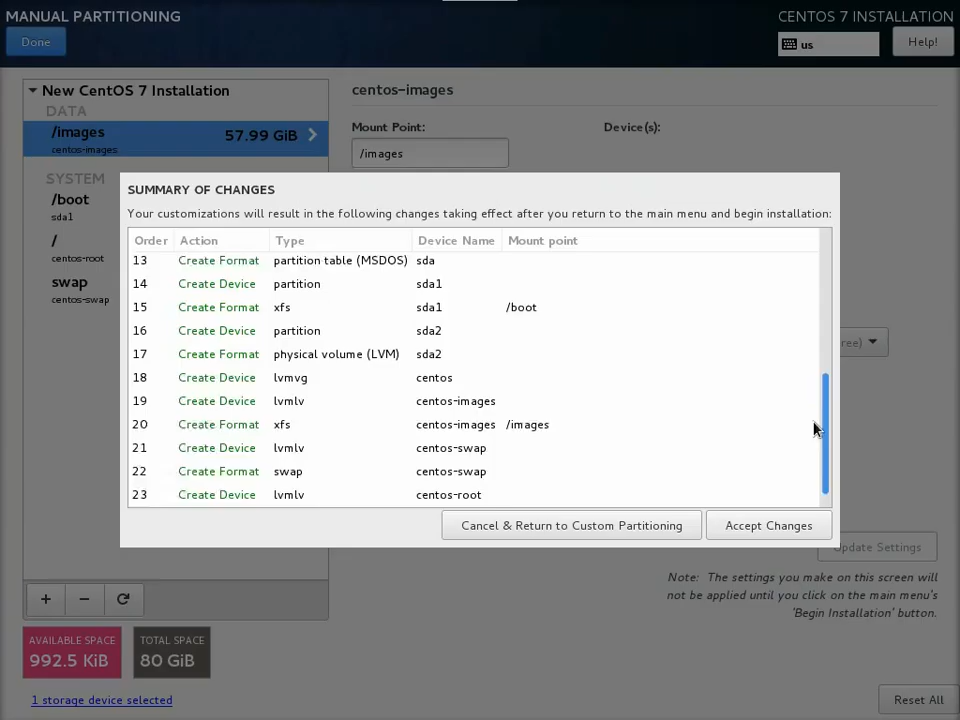 MANUAL PARTITIONING
CENTOS 7 INSTALLATION
Done
us
Help!
New CentOS 7 Installation
DATA
/images
57.99 GiB
centos-images
SYSTEM
/boot
sda1
/
centos-root
swap
centos-swap
centos-images
Mount Point:
Device(s):
/images
SUMMARY OF CHANGES
Your customizations will result in the following changes taking effect after you return to the main menu and begin installation:
Order Action Type Device Name Mount point
13 Create Format partition table (MSDOS) sda
14 Create Device partition sda1
15 Create Format xfs sda1 /boot
16 Create Device partition sda2
17 Create Format physical volume (LVM) sda2
18 Create Device lvmvg centos
19 Create Device lvmlv centos-images
20 Create Format xfs centos-images /images
21 Create Device lvmlv centos-swap
22 Create Format swap centos-swap
23 Create Device lvmlv centos-root
Cancel & Return to Custom Partitioning
Accept Changes
ree)
Update Settings
Note: The settings you make on this screen will
not be applied until you click on the main menu's
'Begin Installation' button.
+ −
AVAILABLE SPACE
992.5 KiB
TOTAL SPACE
80 GiB
1 storage device selected
Reset All